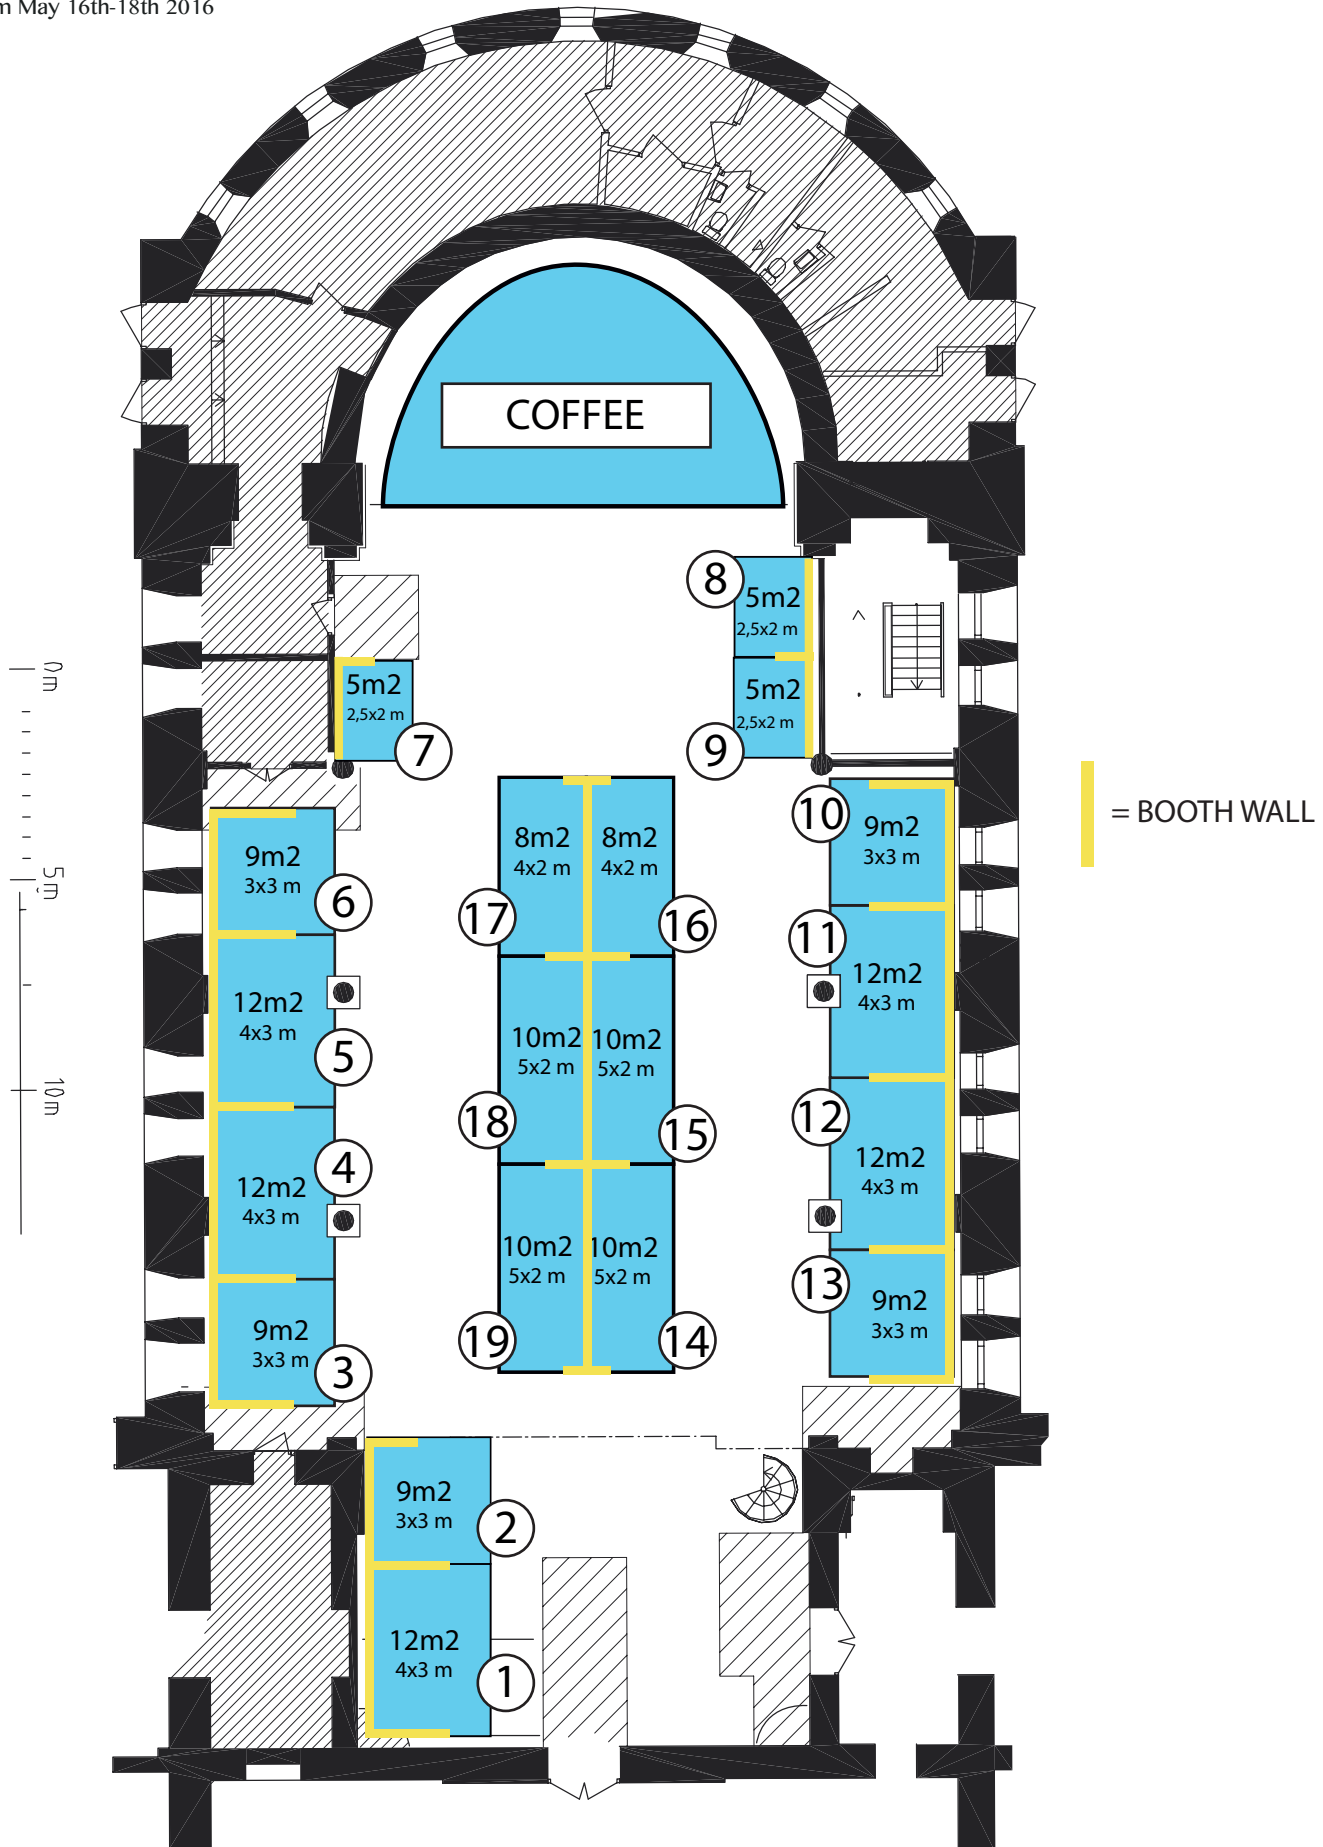 May 16th-18th 2016
COFFEE
8
5m2
2,5x2 m
5m2
2,5x2 m
9
5m2
2,5x2 m
7
0m
5m
10m
= BOOTH WALL
10
9m2
3x3 m
8m2
4x2 m
8m2
4x2 m
17
16
9m2
3x3 m
6
11
12m2
4x3 m
12m2
4x3 m
5
10m2
5x2 m
10m2
5x2 m
18
15
12
12m2
4x3 m
4
12m2
4x3 m
10m2
5x2 m
10m2
5x2 m
19
14
13
9m2
3x3 m
9m2
3x3 m
3
9m2
3x3 m
2
12m2
4x3 m
1